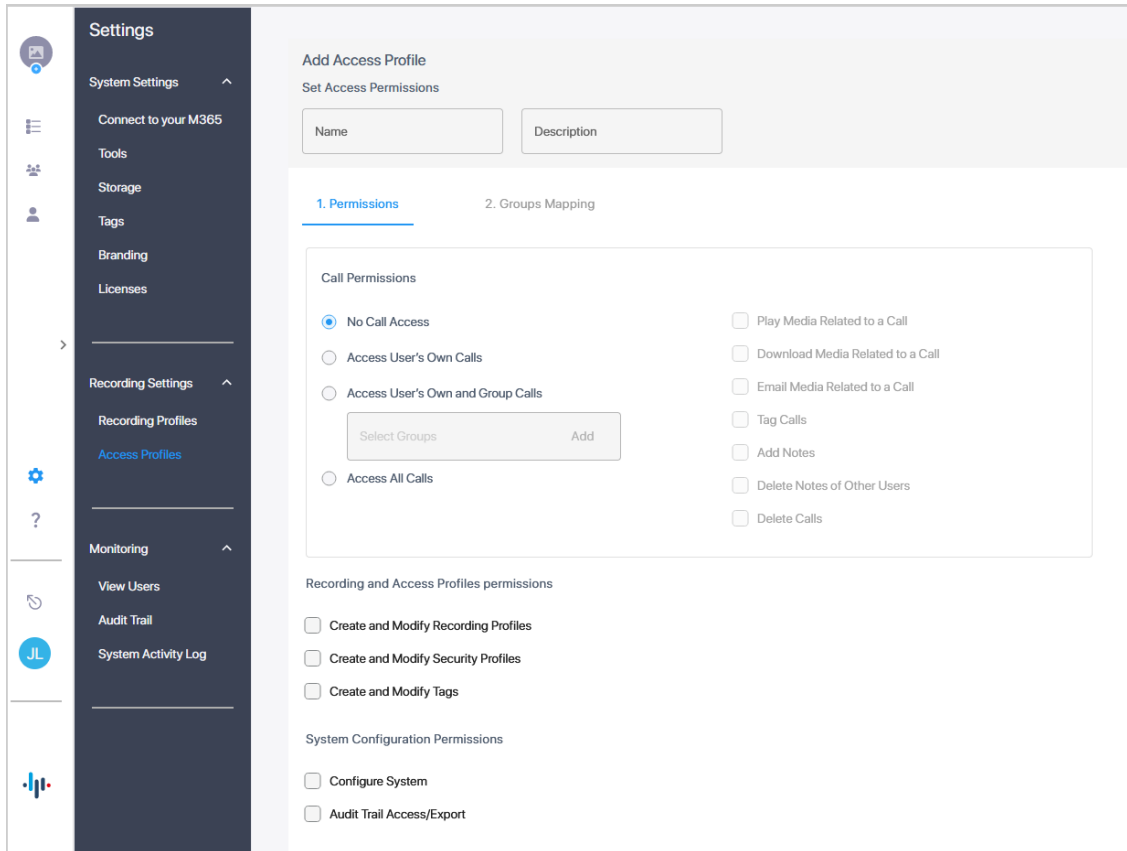 Settings
System Settings
Connect to your M365
Tools
Storage
Tags
Branding
Licenses
Recording Settings
Recording Profiles
Access Profiles
Monitoring
View Users
Audit Trail
System Activity Log
?
JL
Add Access Profile
Set Access Permissions
Name
Description
1. Permissions
2. Groups Mapping
Call Permissions
No Call Access
Access User's Own Calls
Access User's Own and Group Calls
Select Groups
Add
Access All Calls
Play Media Related to a Call
Download Media Related to a Call
Email Media Related to a Call
Tag Calls
Add Notes
Delete Notes of Other Users
Delete Calls
Recording and Access Profiles permissions
Create and Modify Recording Profiles
Create and Modify Security Profiles
Create and Modify Tags
System Configuration Permissions
Configure System
Audit Trail Access/Export